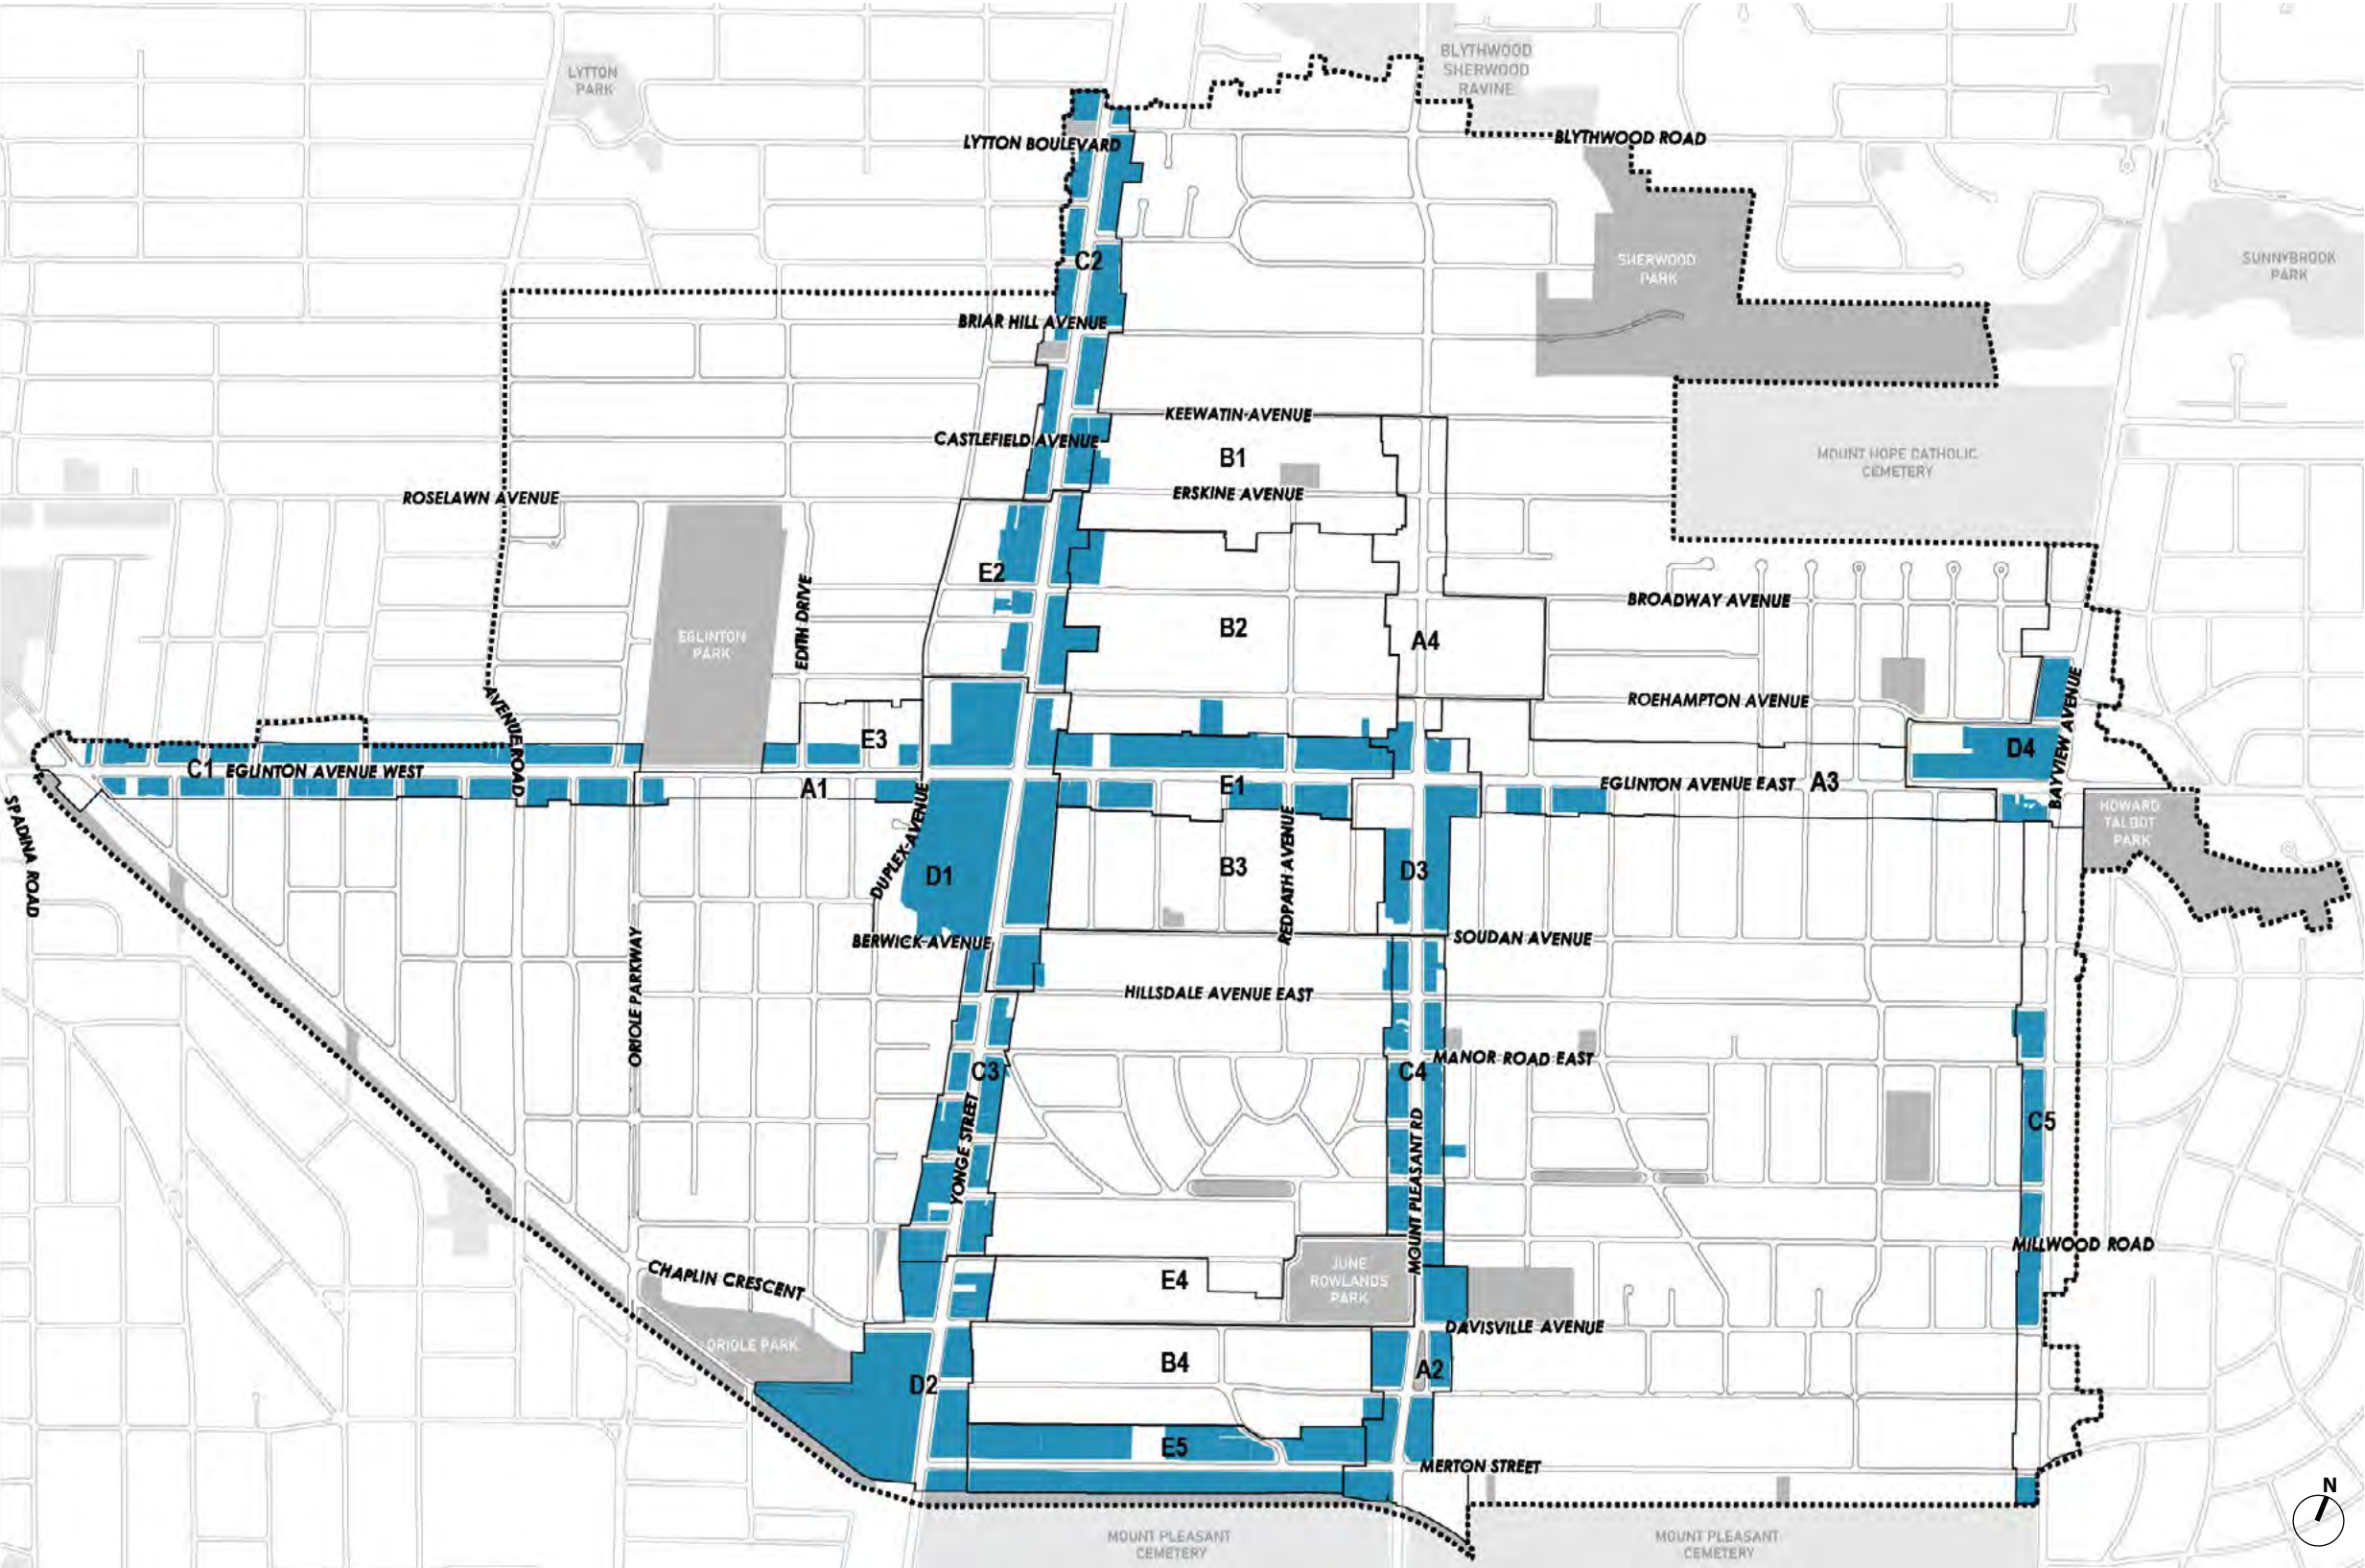 BLYTHWOOD
SHERWOOD
RAVINE
LYTTON
PARK
LYTTON BOULEVARD
BLYTHWOOD ROAD
C2
SHERWOOD
PARK
SUNNYBROOK
PARK
BRIAR HILL AVENUE
KEEWATIN AVENUE
CASTLEFIELD AVENUE
B1
MOUNT HOPE CATHOLIC
CEMETERY
ROSELAWN AVENUE
ERSKINE AVENUE
E2
EDITH DRIVE
BROADWAY AVENUE
EGLINTON
PARK
B2
A4
AVENUE ROAD
ROEHAMPTON AVENUE
BAYVIEW AVENUE
E3
D4
C1
EGLINTON AVENUE WEST
A1
E1
EGLINTON AVENUE EAST
A3
SPADINA ROAD
DUPLEX AVENUE
REDPATH AVENUE
HOWARD
TALBOT
PARK
D1
B3
D3
BERWICK AVENUE
SOUDAN AVENUE
ORIOLE PARKWAY
HILLSDALE AVENUE EAST
MANOR ROAD EAST
C3
C4
YONGE STREET
MOUNT PLEASANT RD
C5
MILLWOOD ROAD
CHAPLIN CRESCENT
E4
JUNE
ROWLANDS
PARK
DAVISVILLE AVENUE
ORIOLE PARK
B4
A2
D2
E5
MERTON STREET
N
MOUNT PLEASANT
CEMETERY
MOUNT PLEASANT
CEMETERY